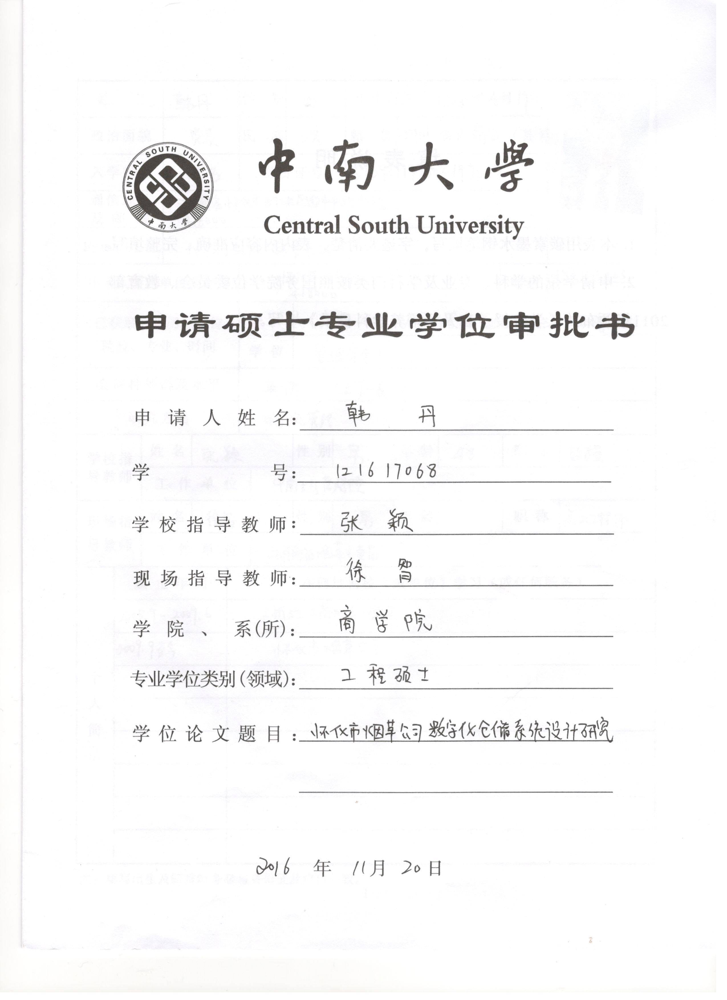 CENTRAL SOUTH UNIVERSITY
中南大学
中南大學
Central South University
申请硕士专业学位审批书
申请人姓名: 韩丹
学号: 121617068
学校指导教师: 张颖
现场指导教师: 徐智
学院、系(所): 商学院
专业学位类别(领域): 工程硕士
学位论文题目: 怀化市烟草公司数字化仓储系统设计研究
2016年11月20日